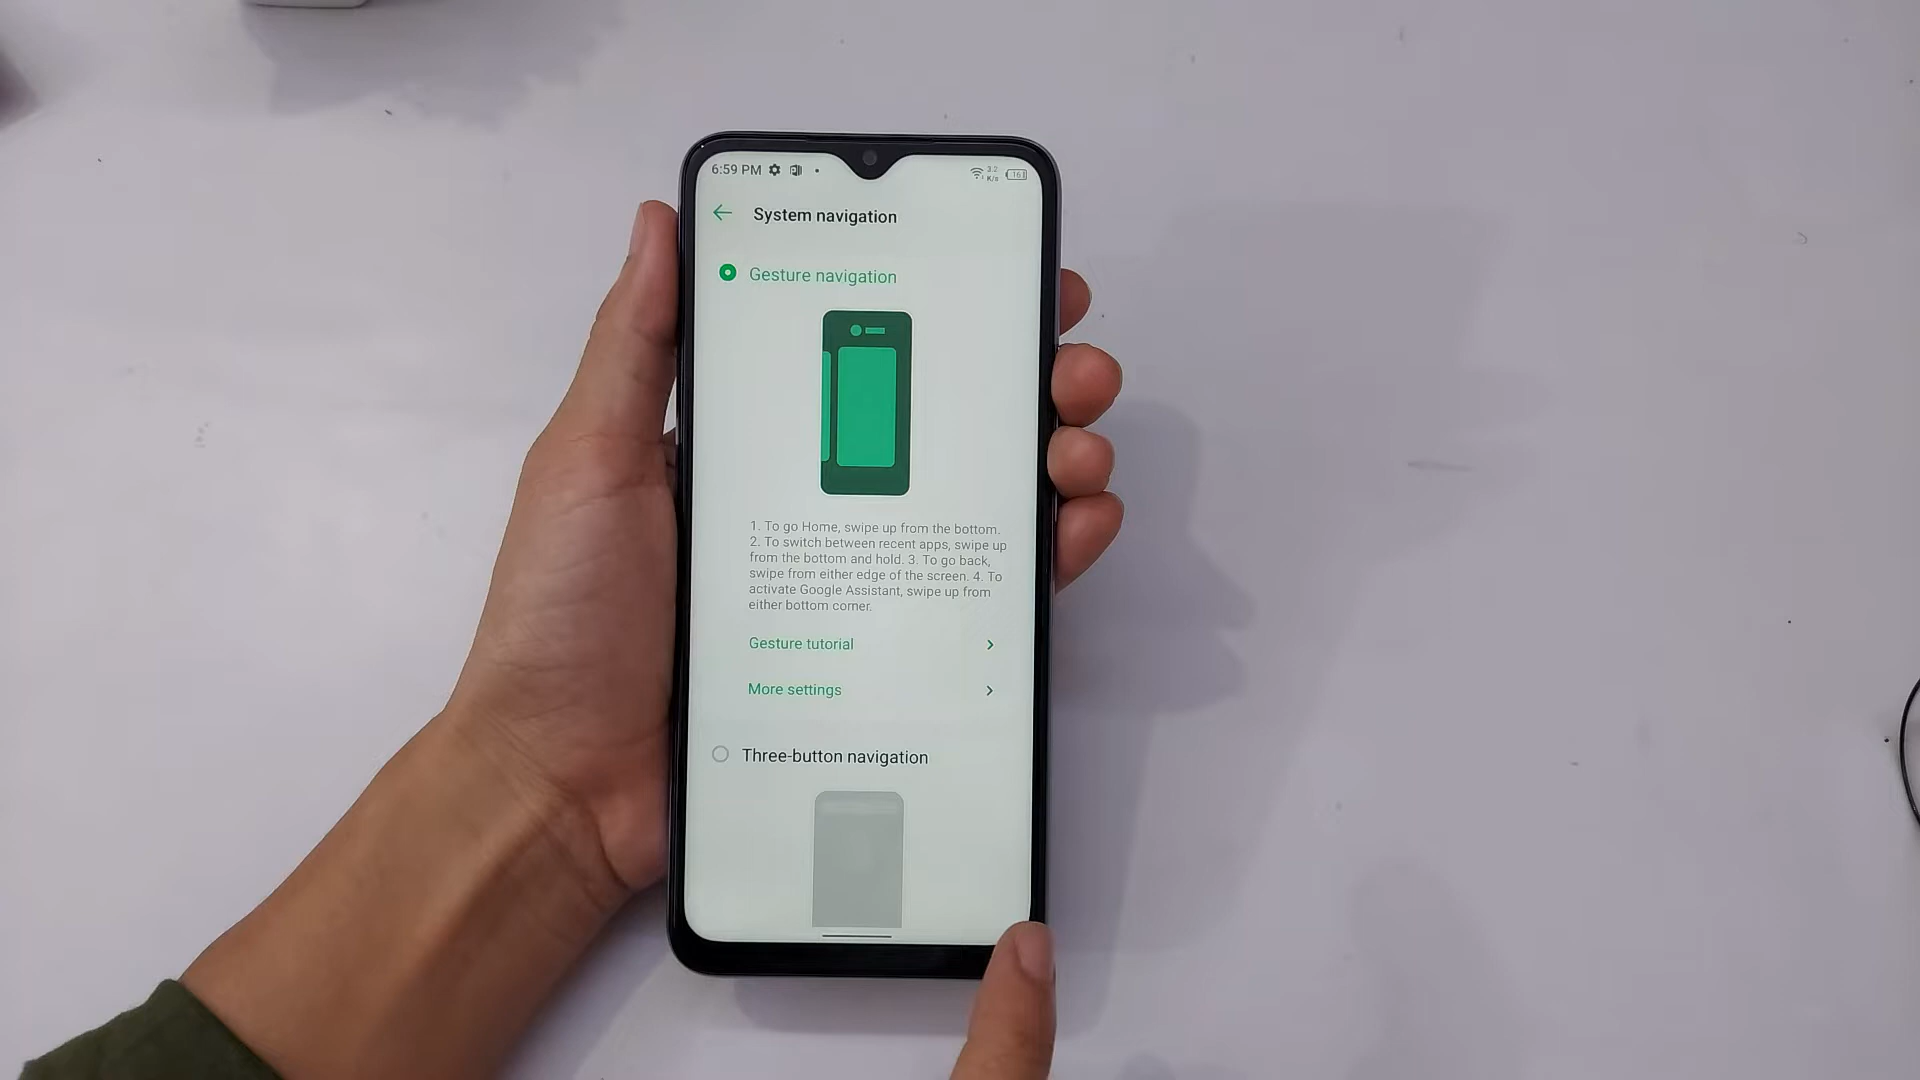 6:59 PM
3.2
K/s
16
System navigation
Gesture navigation
1. To go Home, swipe up from the bottom.
2. To switch between recent apps, swipe up
from the bottom and hold. 3. To go back,
swipe from either edge of the screen. 4. To
activate Google Assistant, swipe up from
either bottom corner.
Gesture tutorial
More settings
Three-button navigation